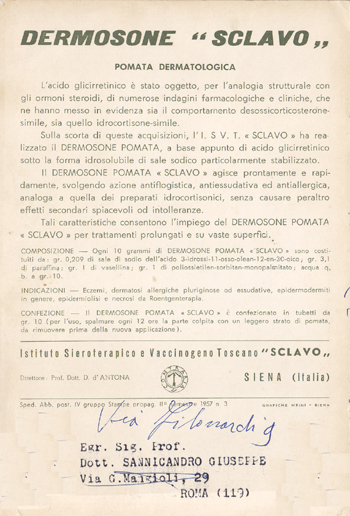 DERMOSONE “SCLAVO„
POMATA DERMATOLOGICA
L'acido glicirretinico è stato oggetto, per l'analogia strutturale con
gli ormoni steroidi, di numerose indagini farmacologiche e cliniche, che
ne hanno messo in evidenza sia il comportamento desossicorticosterone-
simile, sia quello idrocortisone-simile.
Sulla scorta di queste acquisizioni, l'I. S. V. T. « SCLAVO » ha rea-
lizzato il DERMOSONE POMATA, a base appunto di acido glicirretinico
sotto la forma idrosolubile di sale sodico particolarmente stabilizzato.
Il DERMOSONE POMATA « SCLAVO » agisce prontamente e rapi-
damente, svolgendo azione antiflogistica, antiessudativa ed antiallergica,
analoga a quella dei preparati idrocortisonici, senza causare peraltro
effetti secondari spiacevoli od intolleranze.
Tali caratteristiche consentono l'impiego del DERMOSONE POMATA
« SCLAVO » per trattamenti prolungati e su vaste superfici.
COMPOSIZIONE — Ogni 10 grammi di DERMOSONE POMATA « SCLAVO » sono costi-
tuiti da: gr. 0,209 di sale di sodio dell'acido 3-idrossi-11-osso-olean-12-en-30-oico; gr. 3,1
di paraffina; gr. 1 di vasellina; gr. 1 di poliossietilen-sorbitan-monopalmitato; acqua q.
b. a gr. 10.
INDICAZIONI — Eczemi, dermatosi allergiche pluriginose ed essudative, epidermodermiti
in genere, epidermiolisi e necrosi da Roentgenterapia.
CONFEZIONE — Il DERMOSONE POMATA « SCLAVO » è confezionato in tubetti da
gr. 10 (per l'uso, spalmare ogni 12 ore la parte colpita con un leggero strato di pomata,
da rimuovere prima della nuova applicazione).
Istituto Sieroterapico e Vaccinogeno Toscano “SCLAVO„
Direttore: Prof. Dott. D. d'ANTONA
SIENA (Italia)
Sped. Abb. post. IV gruppo Stampe propag. IIº 1957 n. 3
SIENA
Via
Egr. Sig. Prof.
Dott. SANNICANDRO GIUSEPPE
Via G. Maigioli, 29
ROMA (119)